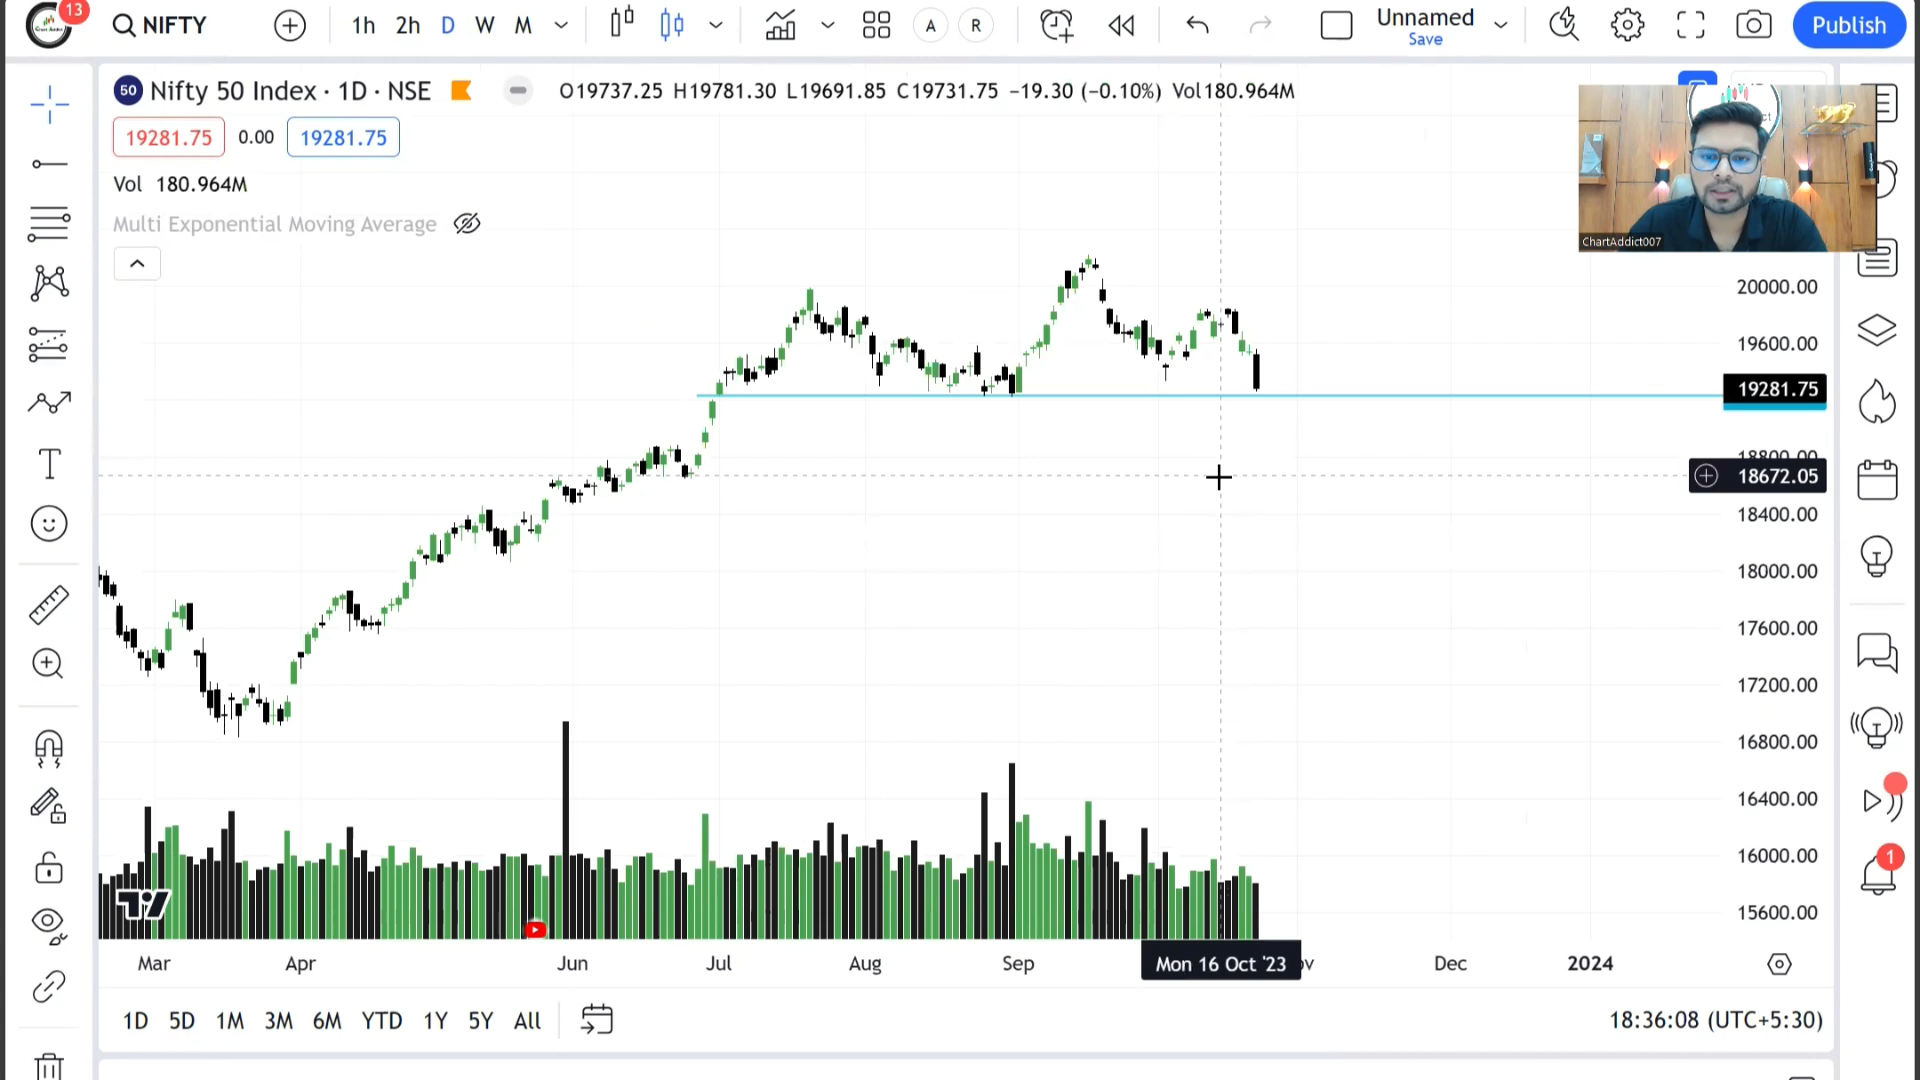 13
NIFTY
1h 2h D W M
A
R
Unnamed
Save
Publish
50 Nifty 50 Index · 1D · NSE
O19737.25 H19781.30 L19691.85 C19731.75 −19.30 (−0.10%) Vol180.964M
19281.75 0.00 19281.75
Vol 180.964M
Multi Exponential Moving Average
ChartAddict007
20000.00
19600.00
19281.75
18672.05
18400.00
18000.00
17600.00
17200.00
16800.00
16400.00
16000.00
15600.00
1
Mar Apr Jun Jul Aug Sep Mon 16 Oct '23 Dec 2024
1D 5D 1M 3M 6M YTD 1Y 5Y All
18:36:08 (UTC+5:30)